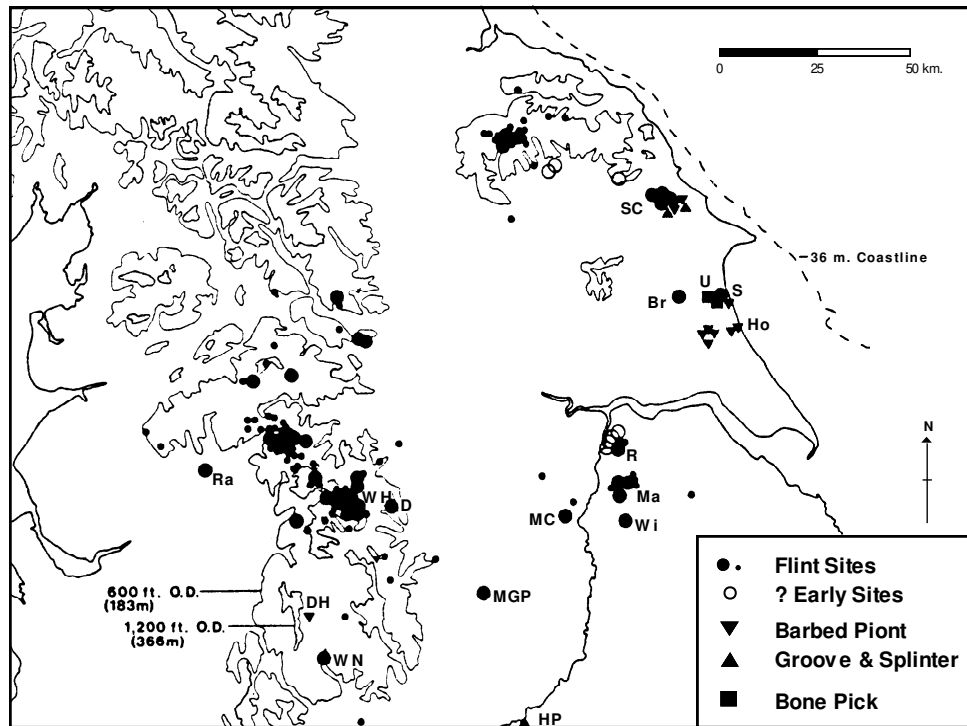 0 25 50 km.
SC
36 m. Coastline
U
S
Br
Ho
N
R
Ra
WH
D
Ma
MC
Wi
600 ft. O.D.
(183m)
DH
1,200 ft. O.D.
(366m)
MGP
WN
HP
Flint Sites
? Early Sites
Barbed Piont
Groove & Splinter
Bone Pick